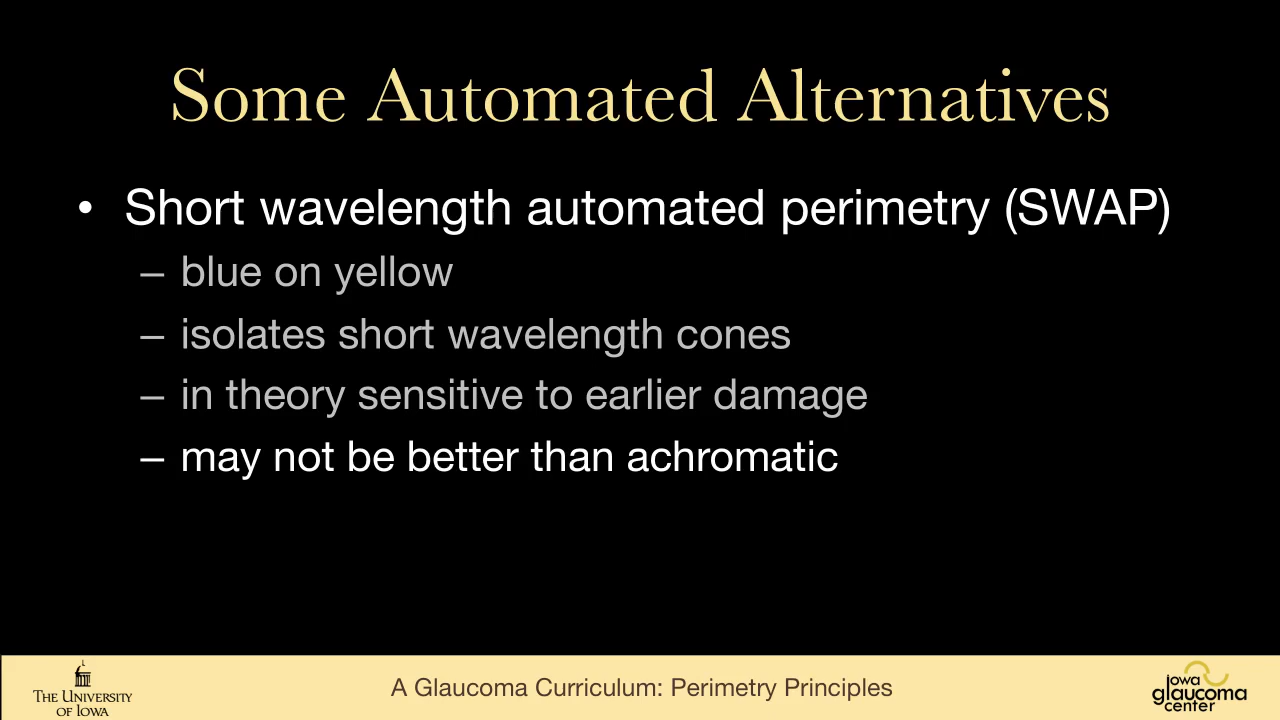 Some Automated Alternatives
• Short wavelength automated perimetry (SWAP)
– blue on yellow
– isolates short wavelength cones
– in theory sensitive to earlier damage
– may not be better than achromatic
THE UNIVERSITY
OF IOWA
A Glaucoma Curriculum: Perimetry Principles
iowa
glaucoma
center